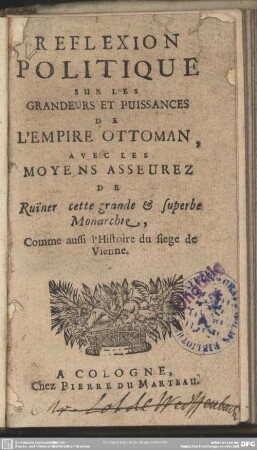 REFLEXION
POLITIQUE
SUR LES
GRANDEURS ET PUISSANCES
DE
L'EMPIRE OTTOMAN,
AVEC LES
MOYENS ASSEUREZ
DE
Ruïner cette grande & superbe
Monarchie,
Comme aussi l'Histoire du siege de
Vienne.
A COLOGNE,
Chez PIERRE DU MARTEAU.